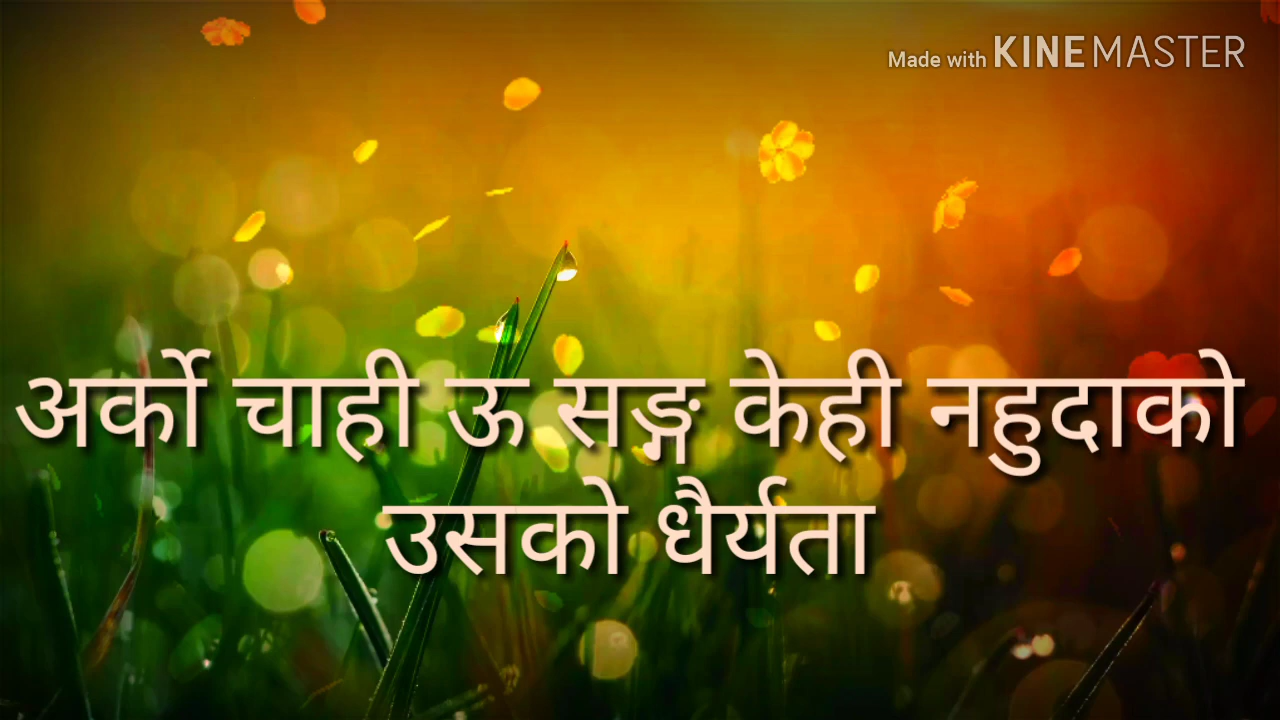 Made with KINEMASTER
अर्को चाही ऊ सङ्ग केही नहुदाको
उसको धैर्यता